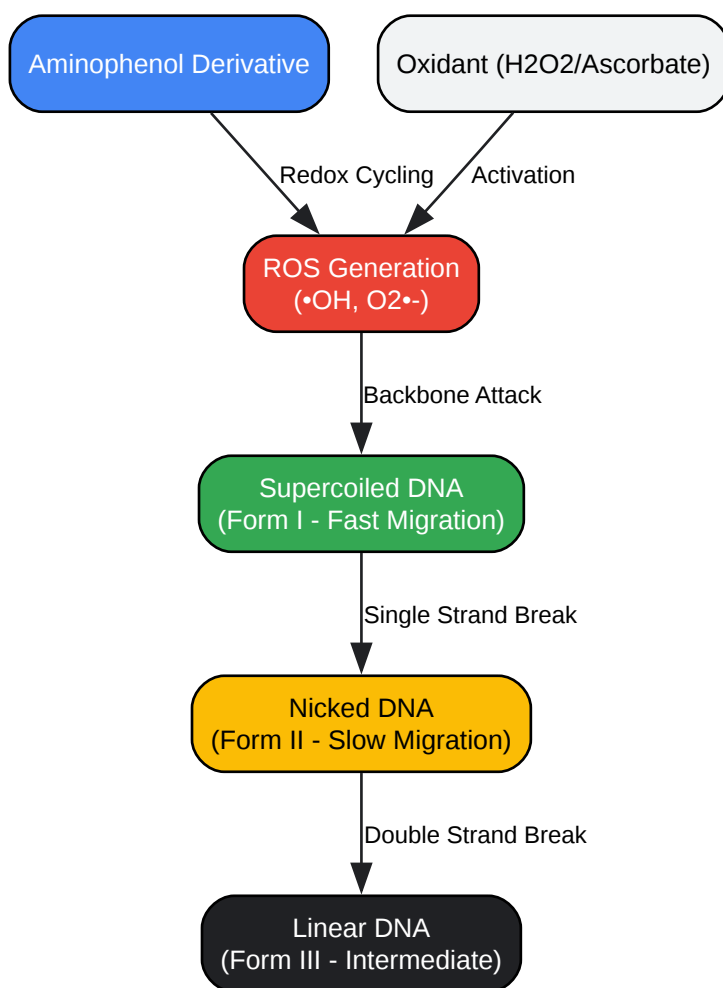 Aminophenol Derivative
Oxidant (H2O2/Ascorbate)
Redox Cycling
Activation
ROS Generation
(•OH, O2•-)
Backbone Attack
Supercoiled DNA
(Form I - Fast Migration)
Single Strand Break
Nicked DNA
(Form II - Slow Migration)
Double Strand Break
Linear DNA
(Form III - Intermediate)